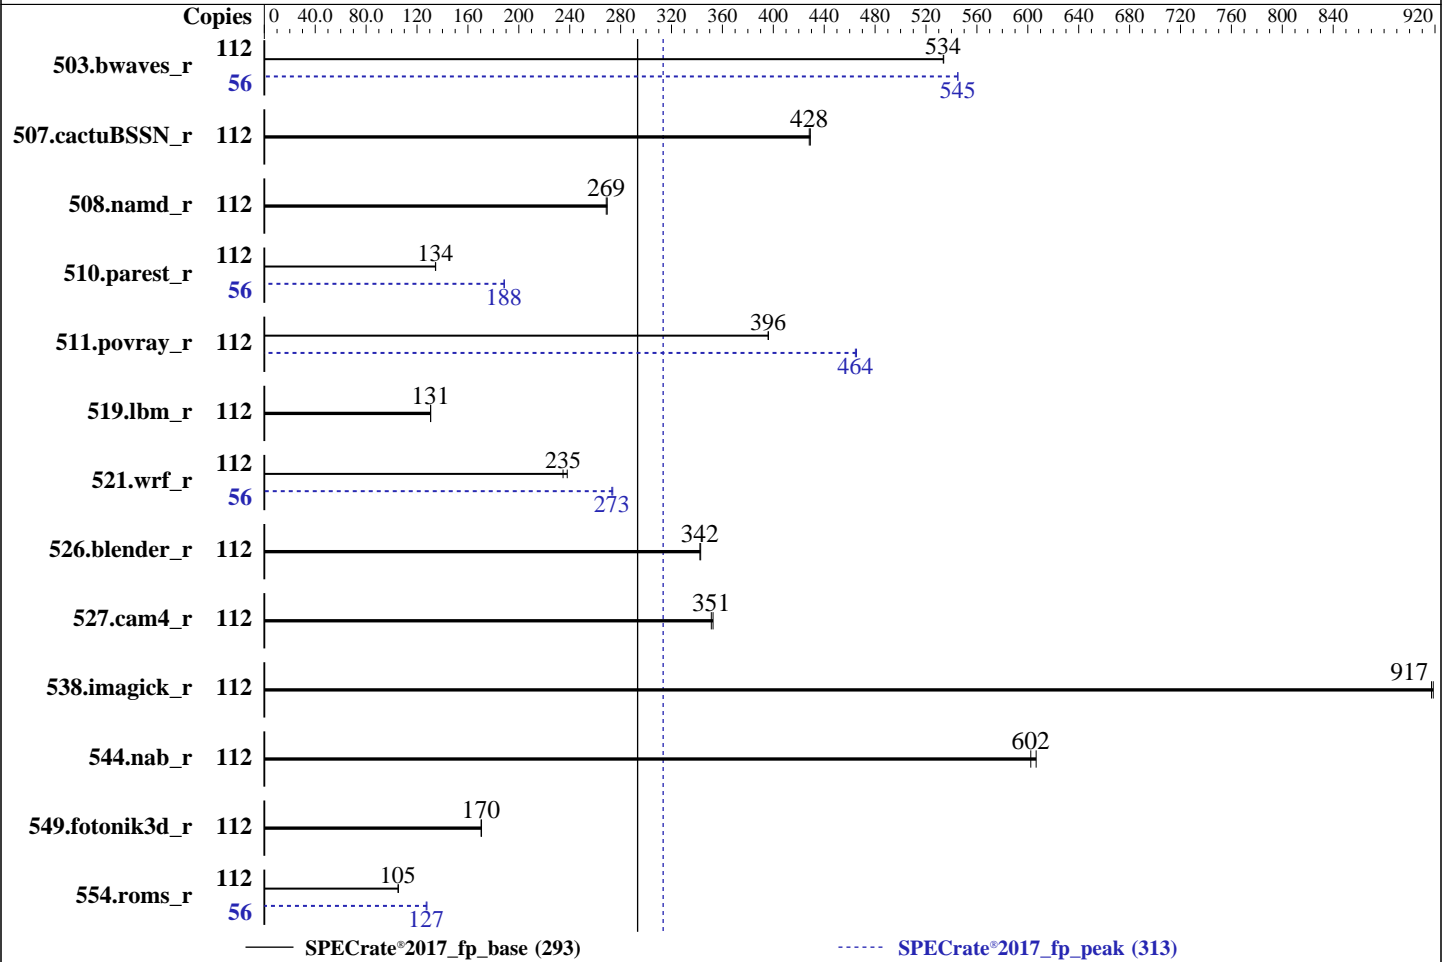 Copies 0 40.0 80.0 120 160 200 240 280 320 360 400 440 480 520 560 600 640 680 720 760 800 840 920
503.bwaves_r 112 534
56 545
507.cactuBSSN_r 112 428
508.namd_r 112 269
510.parest_r 112 134
56 188
511.povray_r 112 396
464
519.lbm_r 112 131
521.wrf_r 112 235
56 273
526.blender_r 112 342
527.cam4_r 112 351
538.imagick_r 112 917
544.nab_r 112 602
549.fotonik3d_r 112 170
554.roms_r 112 105
56 127
SPECrate®2017_fp_base (293) SPECrate®2017_fp_peak (313)